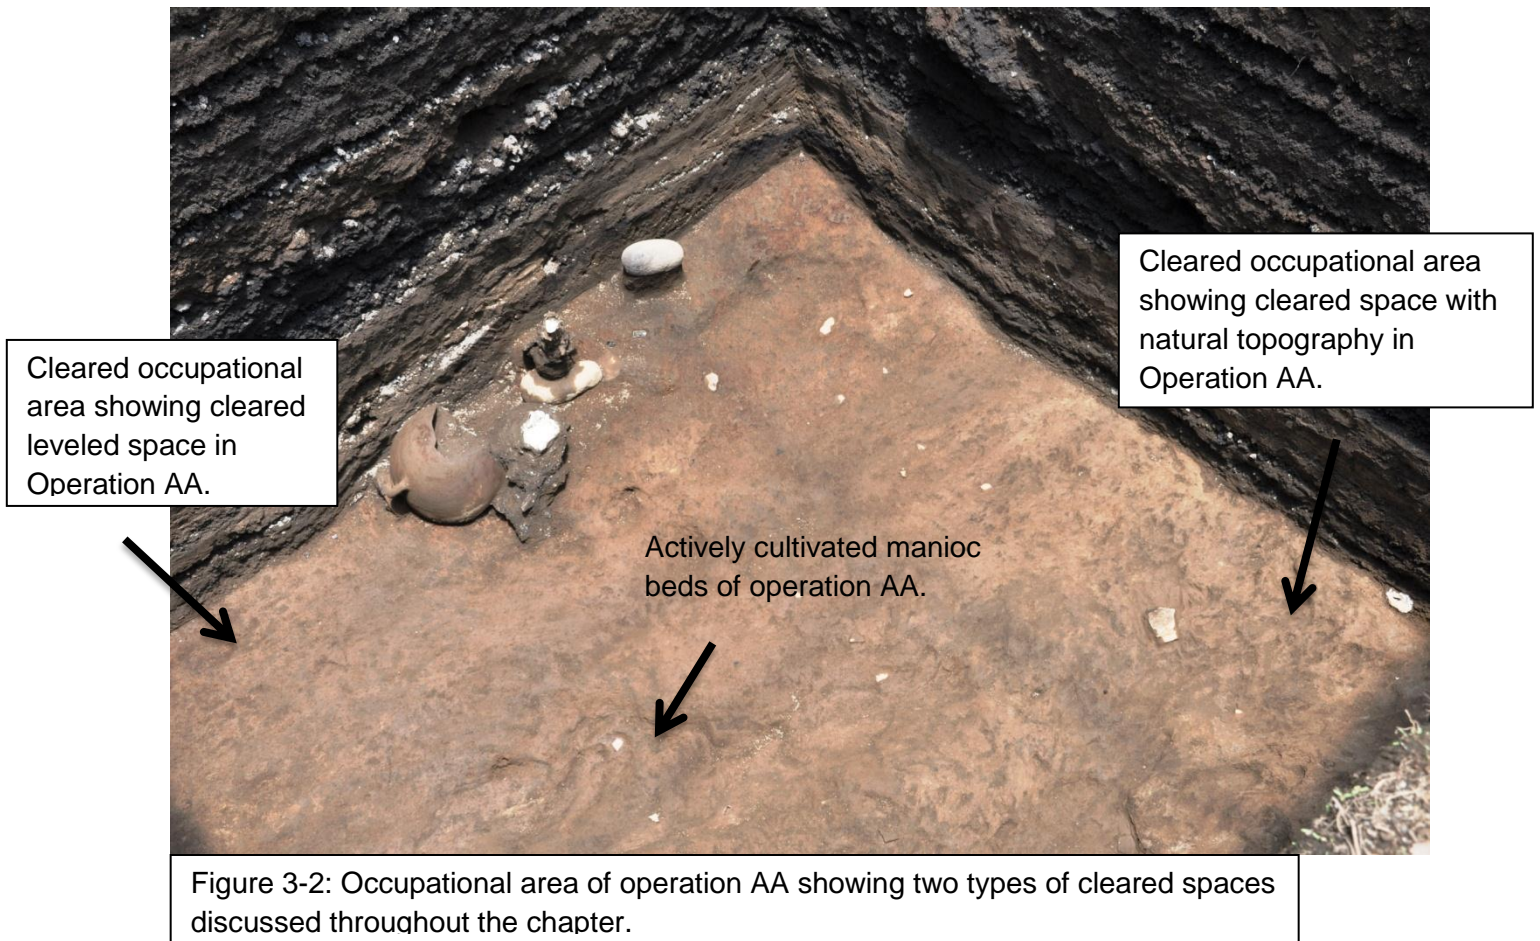 Cleared occupational
area showing cleared
leveled space in
Operation AA.
Actively cultivated manioc
beds of operation AA.
Cleared occupational area
showing cleared space with
natural topography in
Operation AA.
Figure 3-2: Occupational area of operation AA showing two types of cleared spaces
discussed throughout the chapter.